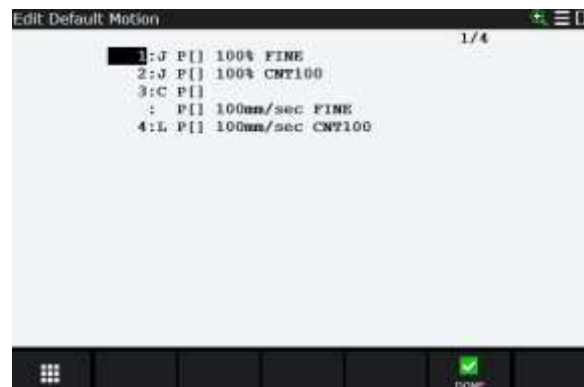 Edit Default Motion
1/4
1:J P[] 100% FINE
2:J P[] 100% CNT100
3:C P[]
: P[] 100mm/sec FINE
4:L P[] 100mm/sec CNT100
DONE